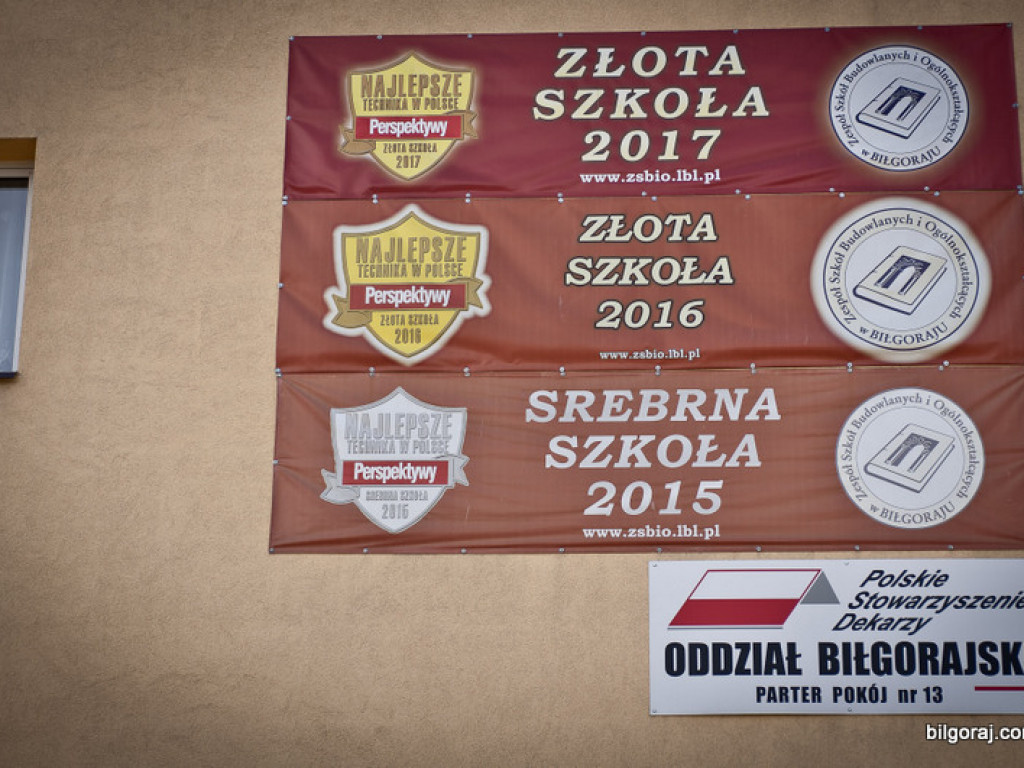 NAJLEPSZE
TECHNIKA W POLSCE
Perspektywy
ZŁOTA SZKOŁA
2017
ZŁOTA
SZKOŁA
2017
www.zsbio.lbl.pl
Zespół Szkół Budowlanych i Ogólnokształcących
w BIŁGORAJU
NAJLEPSZE
TECHNIKA W POLSCE
Perspektywy
ZŁOTA SZKOŁA
2016
ZŁOTA
SZKOŁA
2016
www.zsbio.lbl.pl
Zespół Szkół Budowlanych i Ogólnokształcących
w BIŁGORAJU
NAJLEPSZE
TECHNIKA W POLSCE
Perspektywy
SREBRNA SZKOŁA
2015
SREBRNA
SZKOŁA
2015
www.zsbio.lbl.pl
Zespół Szkół Budowlanych i Ogólnokształcących
w BIŁGORAJU
Polskie
Stowarzyszenie
Dekarzy
ODDZIAŁ BIŁGORAJSK
PARTER POKÓJ nr 13
bilgoraj.com